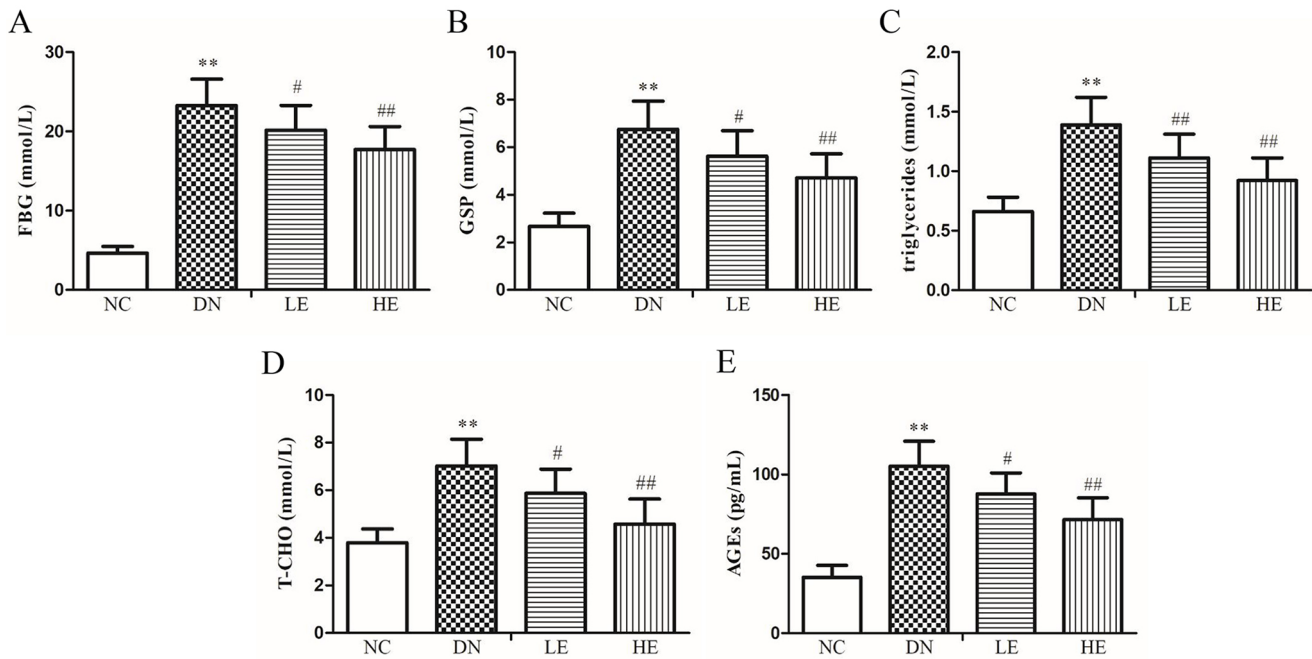 A
FBG (mmol/L)
30
20
10
0
**
#
##
NC DN LE HE
B
GSP (mmol/L)
10
8
6
4
2
0
**
#
##
NC DN LE HE
C
triglycerides (mmol/L)
2.0
1.5
1.0
0.5
0.0
**
##
##
NC DN LE HE
D
T-CHO (mmol/L)
10
8
6
4
2
0
**
#
##
NC DN LE HE
E
AGEs (pg/mL)
150
100
50
0
**
#
##
NC DN LE HE